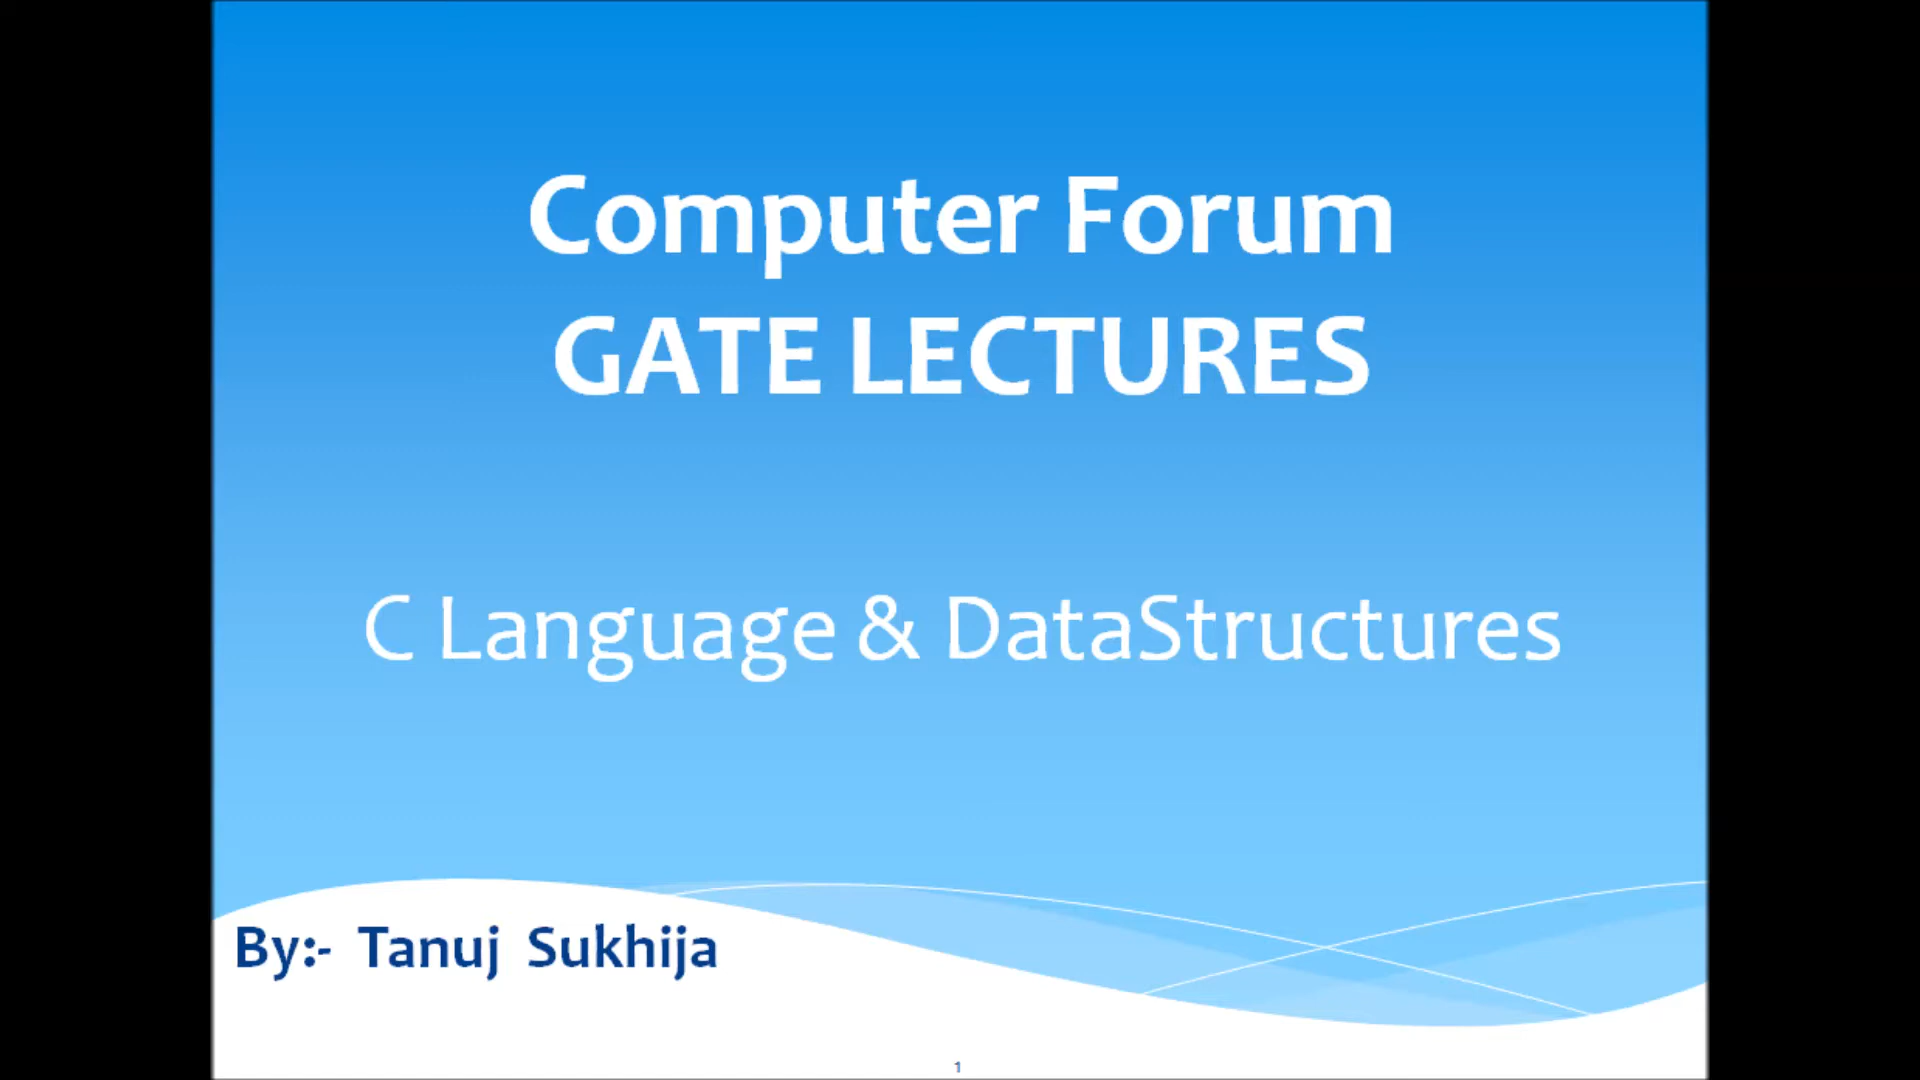 Computer Forum
GATE LECTURES
C Language & DataStructures
By:- Tanuj Sukhija
1